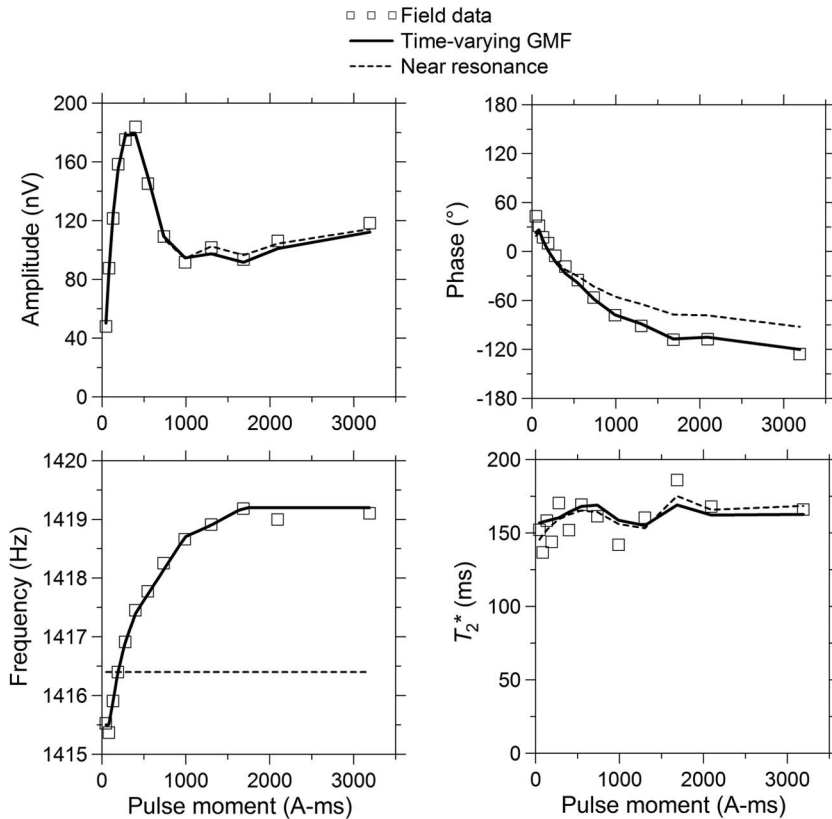 Field data
Time-varying GMF
Near resonance
Amplitude (nV)
200
160
120
80
40
0
0 1000 2000 3000
Phase (°)
180
120
60
0
-60
-120
-180
0 1000 2000 3000
Frequency (Hz)
1420
1419
1418
1417
1416
1415
0 1000 2000 3000
Pulse moment (A-ms)
T2* (ms)
200
150
100
50
0
0 1000 2000 3000
Pulse moment (A-ms)